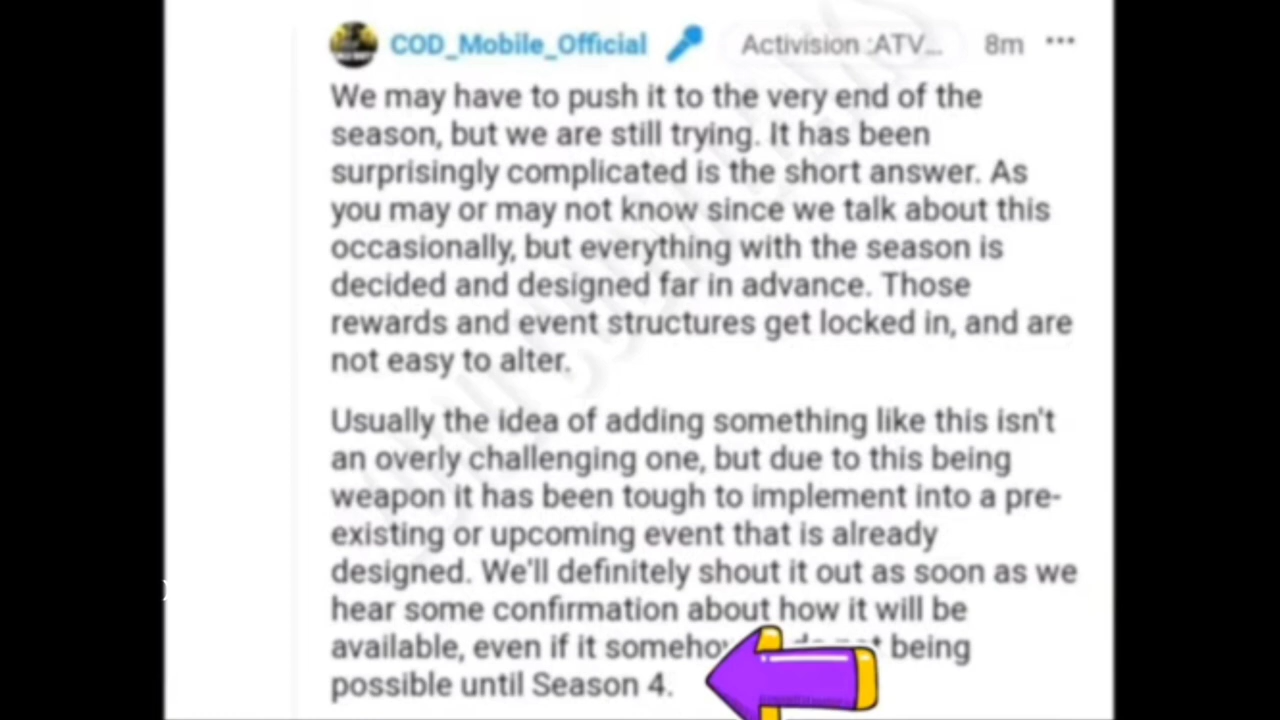 COD_Mobile_Official Activision :ATV... 8m ...
We may have to push it to the very end of the
season, but we are still trying. It has been
surprisingly complicated is the short answer. As
you may or may not know since we talk about this
occasionally, but everything with the season is
decided and designed far in advance. Those
rewards and event structures get locked in, and are
not easy to alter.
Usually the idea of adding something like this isn't
an overly challenging one, but due to this being
weapon it has been tough to implement into a pre-
existing or upcoming event that is already
designed. We'll definitely shout it out as soon as we
hear some confirmation about how it will be
available, even if it being
possible until Season 4.